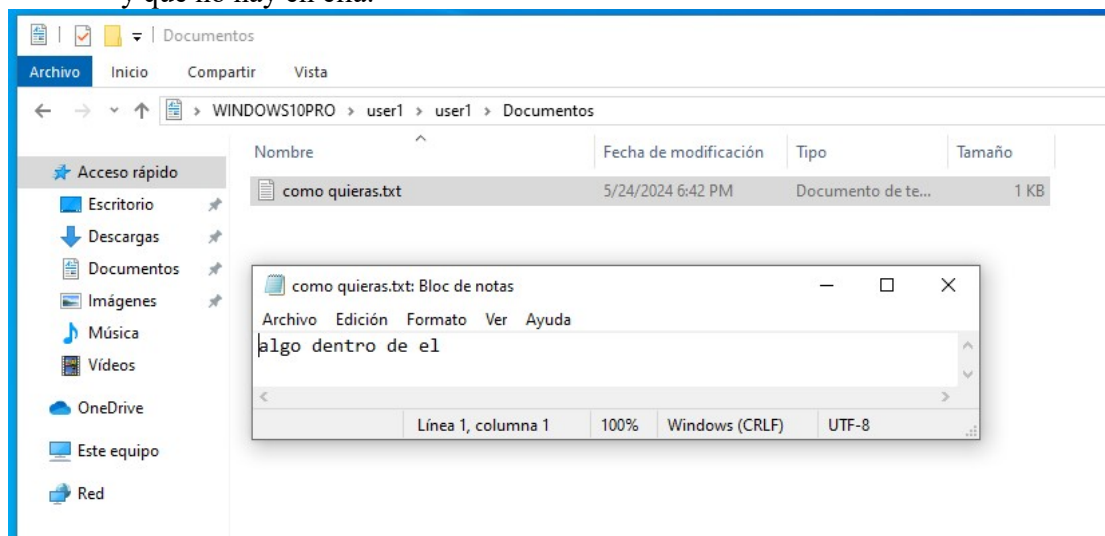 y que no hay en ella.
Documentos
Archivo Inicio Compartir Vista
WINDOWS10PRO > user1 > user1 > Documentos
Nombre Fecha de modificación Tipo Tamaño
Acceso rápido
como quieras.txt 5/24/2024 6:42 PM Documento de te... 1 KB
Escritorio
Descargas
Documentos
Imágenes
Música
Vídeos
OneDrive
Este equipo
Red
como quieras.txt: Bloc de notas
Archivo Edición Formato Ver Ayuda
algo dentro de el
Línea 1, columna 1 100% Windows (CRLF) UTF-8